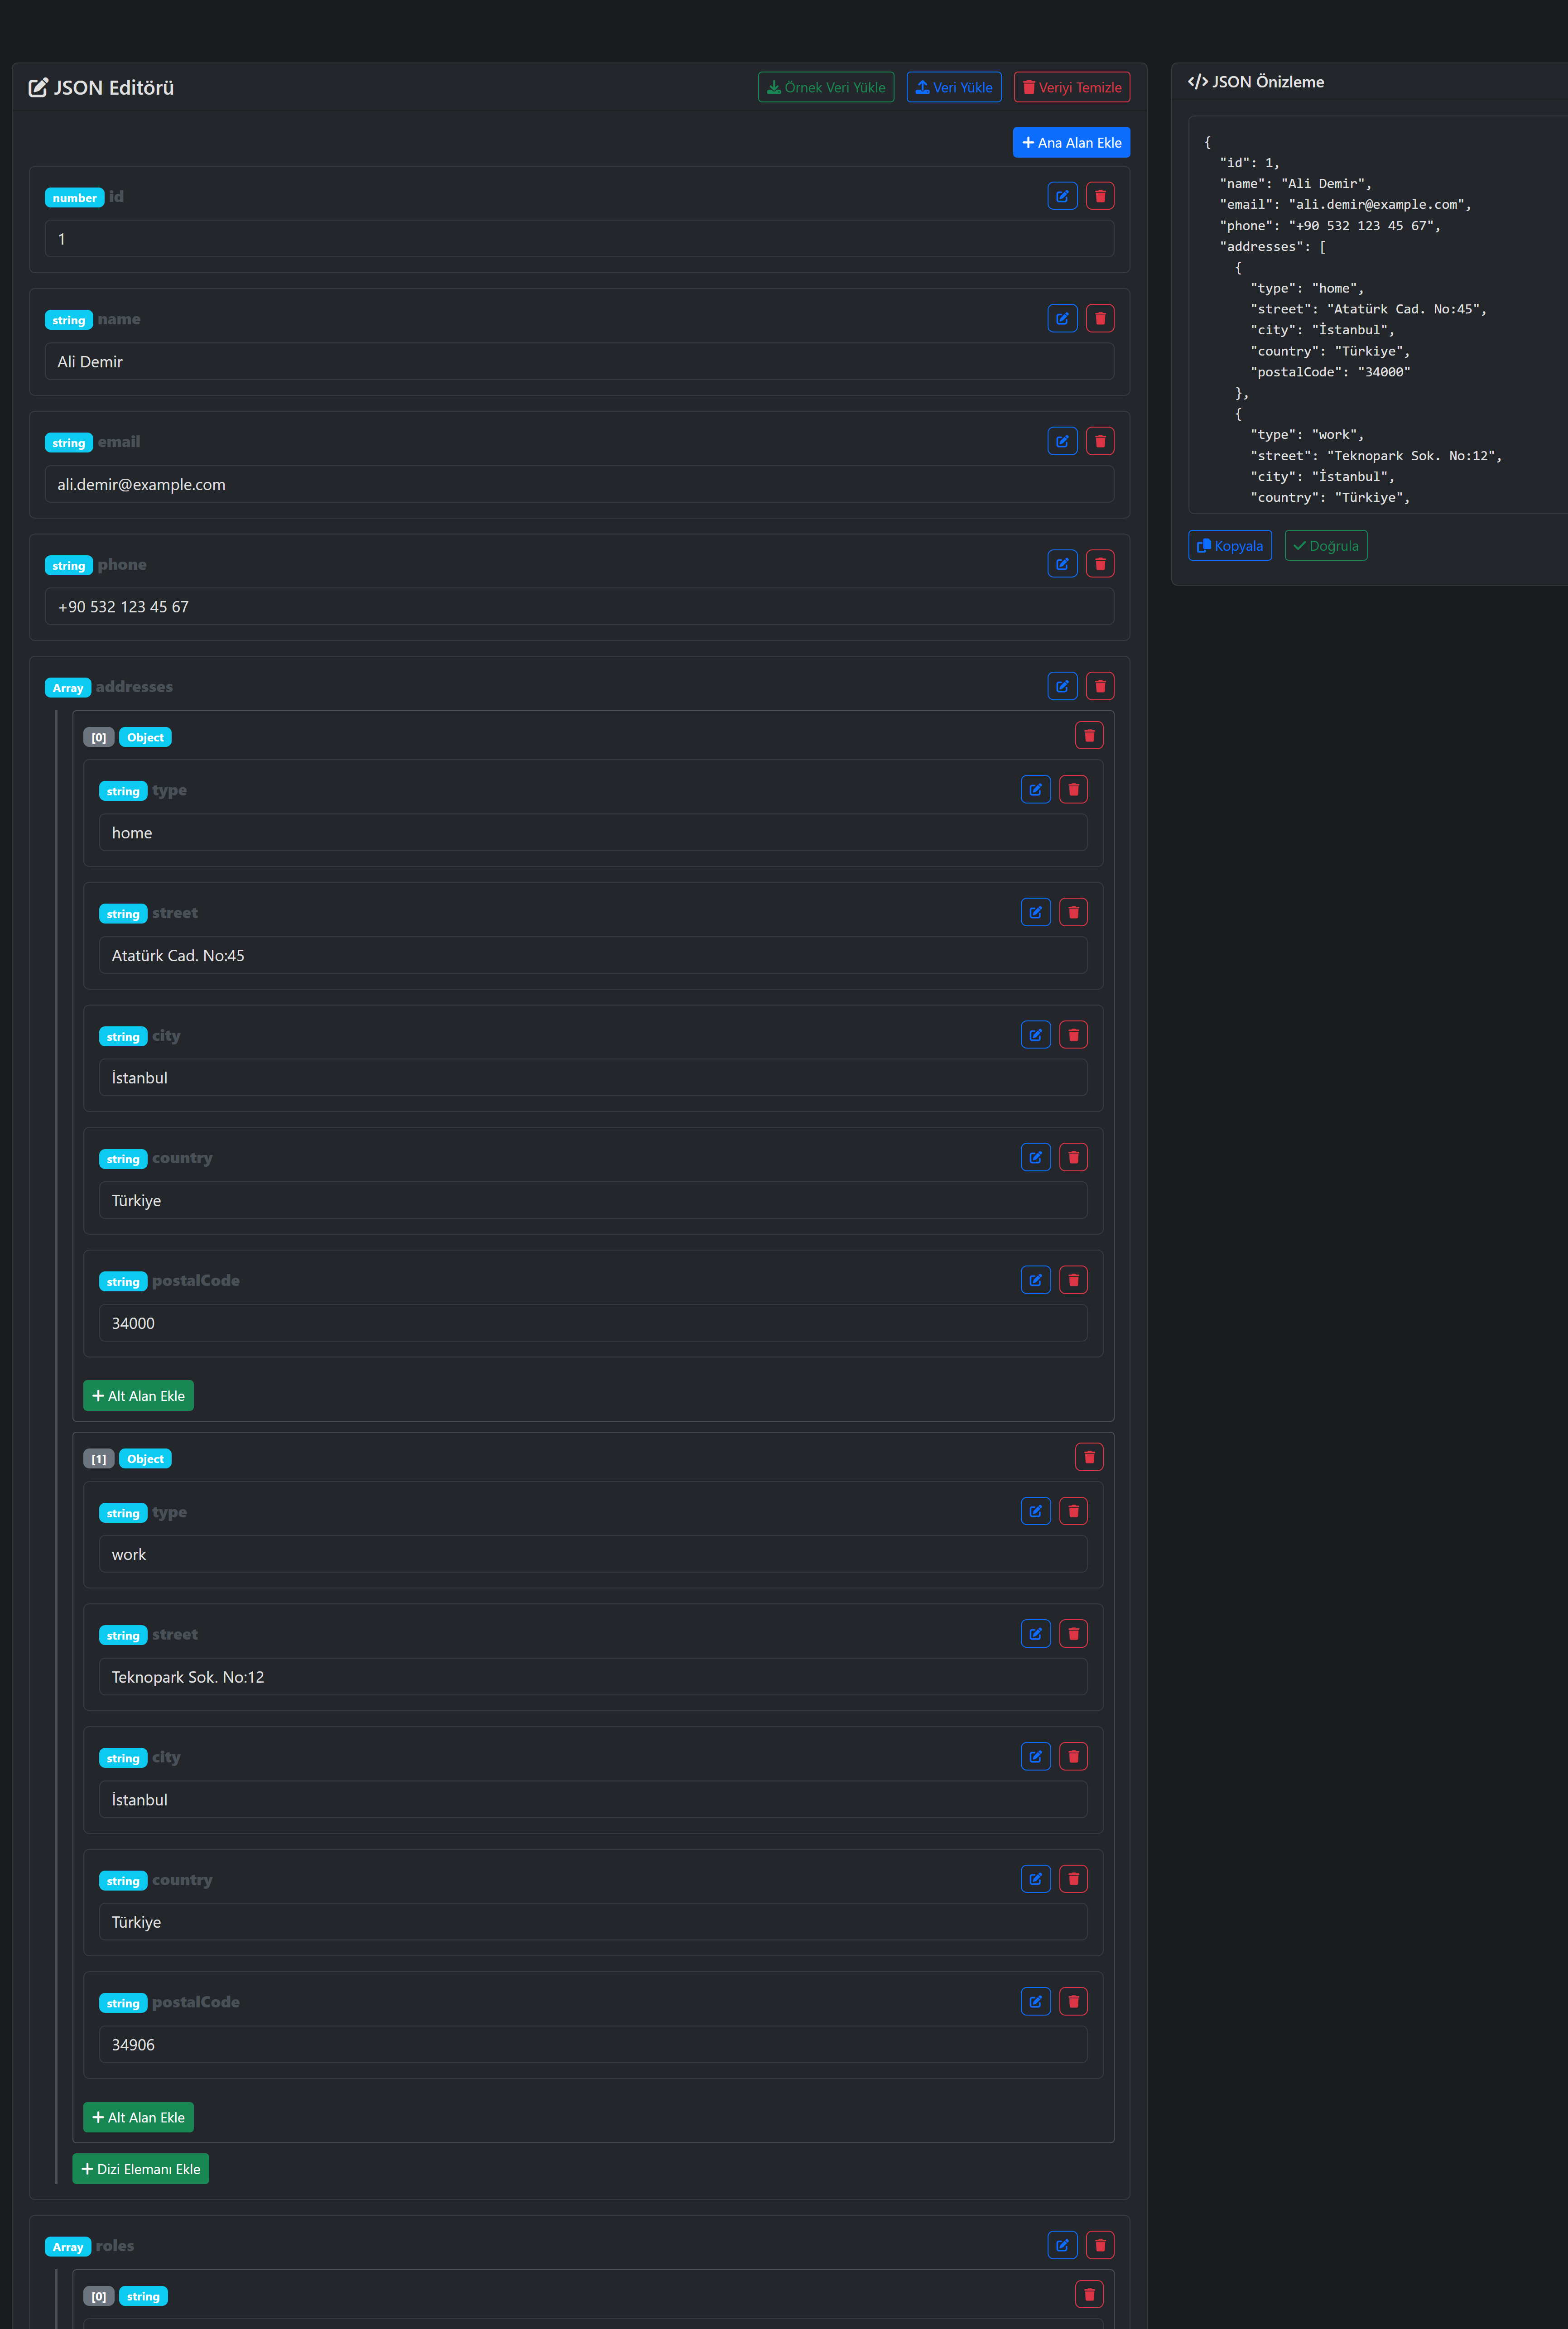 JSON Editörü
Örnek Veri Yükle
Veri Yükle
Veriyi Temizle
Ana Alan Ekle
number id
1
string name
Ali Demir
string email
ali.demir@example.com
string phone
+90 532 123 45 67
Array addresses
[0] Object
string type
home
string street
Atatürk Cad. No:45
string city
İstanbul
string country
Türkiye
string postalCode
34000
Alt Alan Ekle
[1] Object
string type
work
string street
Teknopark Sok. No:12
string city
İstanbul
string country
Türkiye
string postalCode
34906
Alt Alan Ekle
Dizi Elemanı Ekle
Array roles
[0] string
</> JSON Önizleme
{
"id": 1,
"name": "Ali Demir",
"email": "ali.demir@example.com",
"phone": "+90 532 123 45 67",
"addresses": [
{
"type": "home",
"street": "Atatürk Cad. No:45",
"city": "İstanbul",
"country": "Türkiye",
"postalCode": "34000"
},
{
"type": "work",
"street": "Teknopark Sok. No:12",
"city": "İstanbul",
"country": "Türkiye",
Kopyala
Doğrula